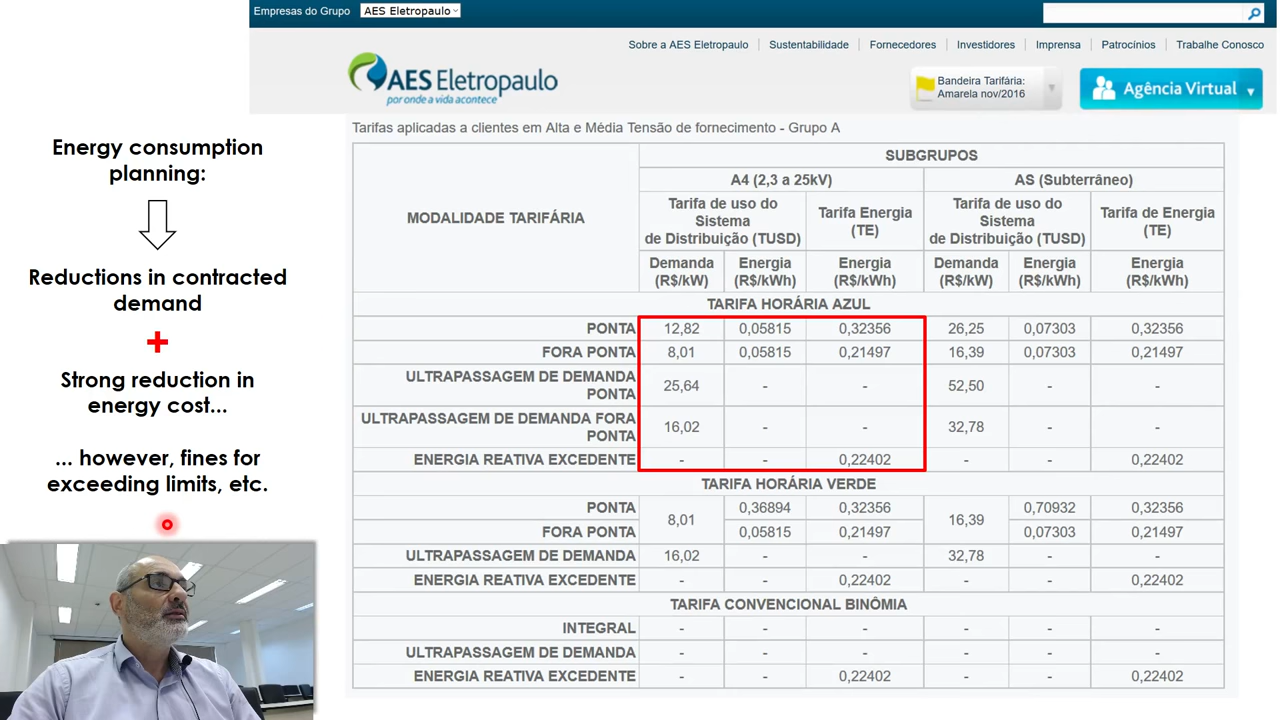 Empresas do Grupo AES Eletropaulo
Sobre a AES Eletropaulo Sustentabilidade Fornecedores Investidores Imprensa Patrocínios Trabalhe Conosco
AES Eletropaulo
por onde a vida acontece
Bandeira Tarifária:
Amarela nov/2016
Agência Virtual
Energy consumption
planning:
Reductions in contracted
demand
+
Strong reduction in
energy cost...
... however, fines for
exceeding limits, etc.
Tarifas aplicadas a clientes em Alta e Média Tensão de fornecimento - Grupo A
MODALIDADE TARIFÁRIA
SUBGRUPOS
A4 (2,3 a 25kV) AS (Subterrâneo)
Tarifa de uso do
Sistema
de Distribuição (TUSD)
Tarifa Energia
(TE)
Tarifa de uso do
Sistema
de Distribuição (TUSD)
Tarifa de Energia
(TE)
Demanda
(R$/kW)
Energia
(R$/kWh)
Energia
(R$/kWh)
Demanda
(R$/kW)
Energia
(R$/kWh)
Energia
(R$/kWh)
TARIFA HORÁRIA AZUL
PONTA 12,82 0,05815 0,32356 26,25 0,07303 0,32356
FORA PONTA 8,01 0,05815 0,21497 16,39 0,07303 0,21497
ULTRAPASSAGEM DE DEMANDA
PONTA 25,64 - - 52,50 - -
ULTRAPASSAGEM DE DEMANDA FORA
PONTA 16,02 - - 32,78 - -
ENERGIA REATIVA EXCEDENTE - - 0,22402 - - 0,22402
TARIFA HORÁRIA VERDE
PONTA 8,01 0,36894 0,32356 16,39 0,70932 0,32356
FORA PONTA 0,05815 0,21497 0,07303 0,21497
ULTRAPASSAGEM DE DEMANDA 16,02 - - 32,78 - -
ENERGIA REATIVA EXCEDENTE - - 0,22402 - - 0,22402
TARIFA CONVENCIONAL BINÔMIA
INTEGRAL - - - - - -
ULTRAPASSAGEM DE DEMANDA - - - - - -
ENERGIA REATIVA EXCEDENTE - - 0,22402 - - 0,22402